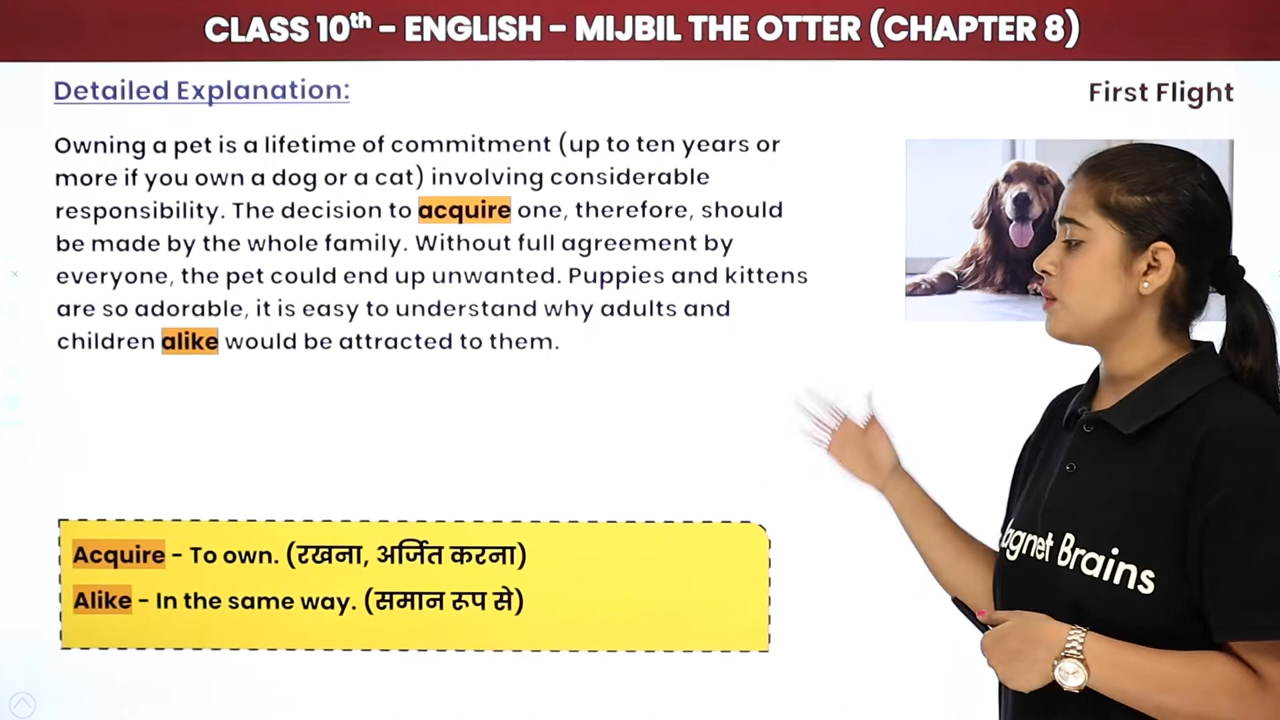 CLASS 10th - ENGLISH - MIJBIL THE OTTER (CHAPTER 8)
Detailed Explanation:
First Flight
Owning a pet is a lifetime of commitment (up to ten years or
more if you own a dog or a cat) involving considerable
responsibility. The decision to acquire one, therefore, should
be made by the whole family. Without full agreement by
everyone, the pet could end up unwanted. Puppies and kittens
are so adorable, it is easy to understand why adults and
children alike would be attracted to them.
Acquire - To own. (रखना, अर्जित करना)
Alike - In the same way. (समान रूप से)
agnet Brains